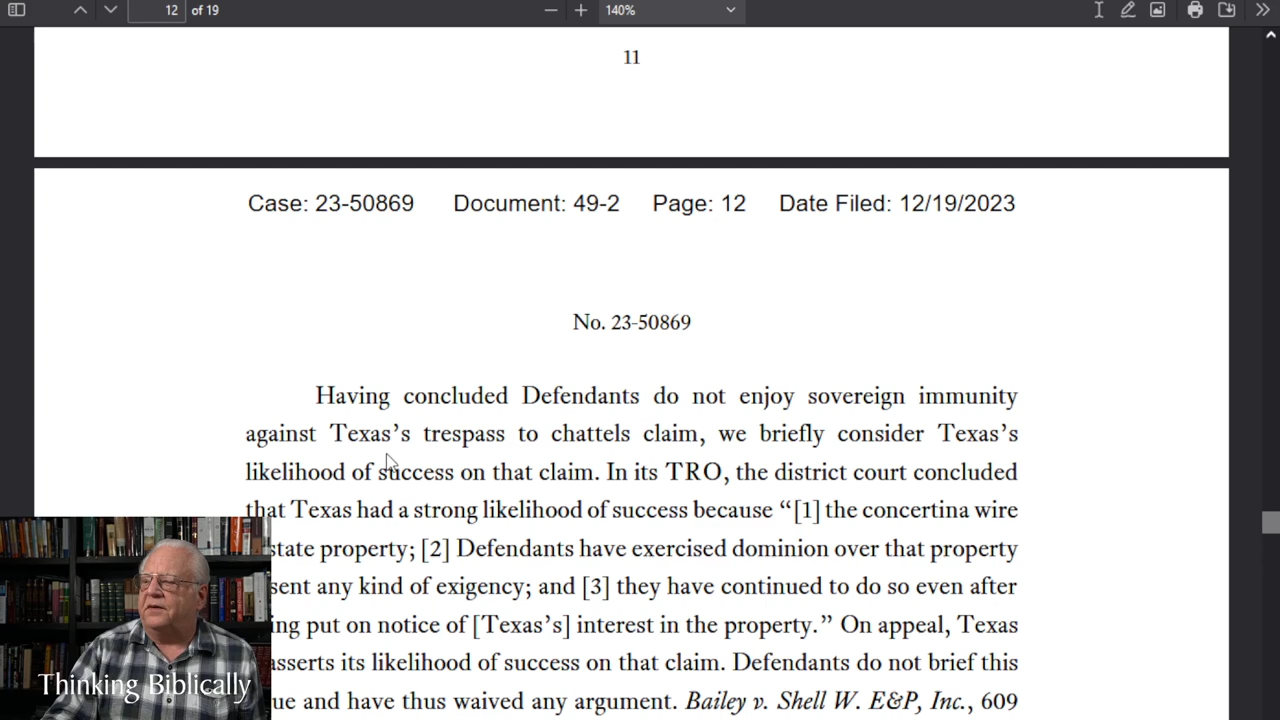 12 of 19
140%
11
Case: 23-50869 Document: 49-2 Page: 12 Date Filed: 12/19/2023
No. 23-50869
Having concluded Defendants do not enjoy sovereign immunity
against Texas’s trespass to chattels claim, we briefly consider Texas’s
likelihood of success on that claim. In its TRO, the district court concluded
that Texas had a strong likelihood of success because “[1] the concertina wire
state property; [2] Defendants have exercised dominion over that property
any kind of exigency; and [3] they have continued to do so even after
put on notice of [Texas’s] interest in the property.” On appeal, Texas
its likelihood of success on that claim. Defendants do not brief this
and have thus waived any argument. Bailey v. Shell W. E&P, Inc., 609
Thinking Biblically